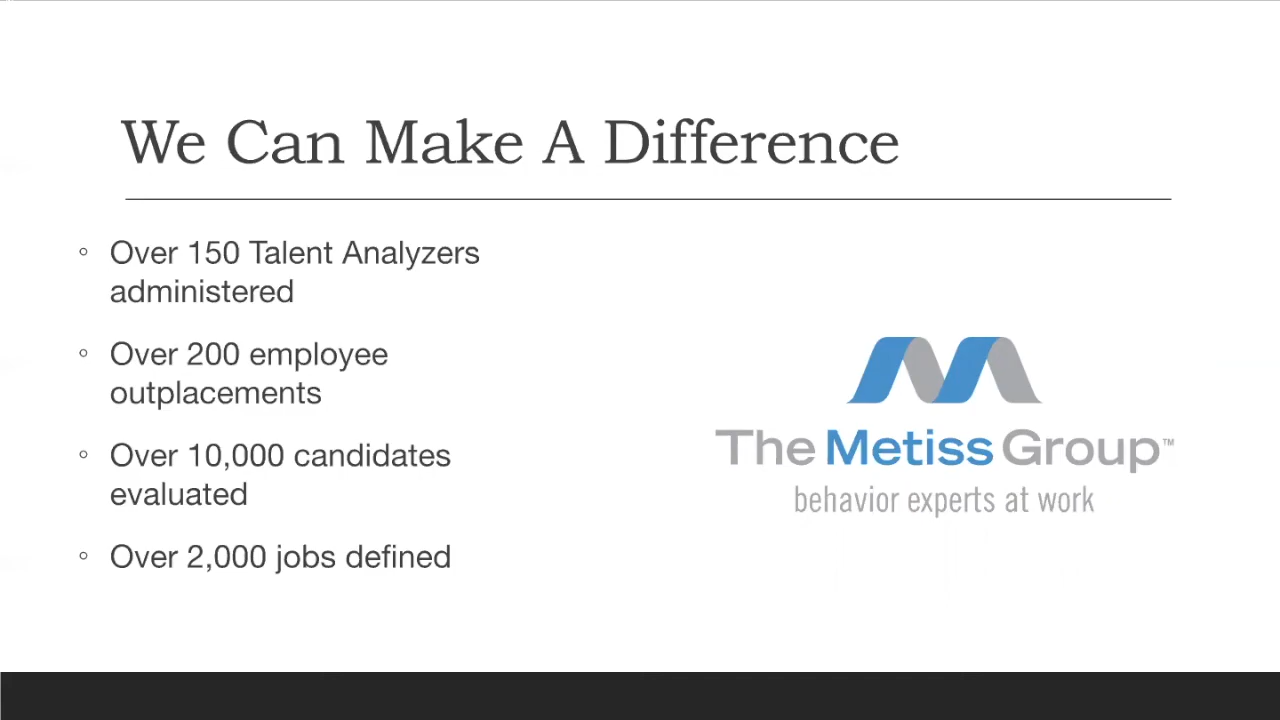 We Can Make A Difference
◦ Over 150 Talent Analyzers
administered
◦ Over 200 employee
outplacements
◦ Over 10,000 candidates
evaluated
◦ Over 2,000 jobs defined
The Metiss Group™
behavior experts at work